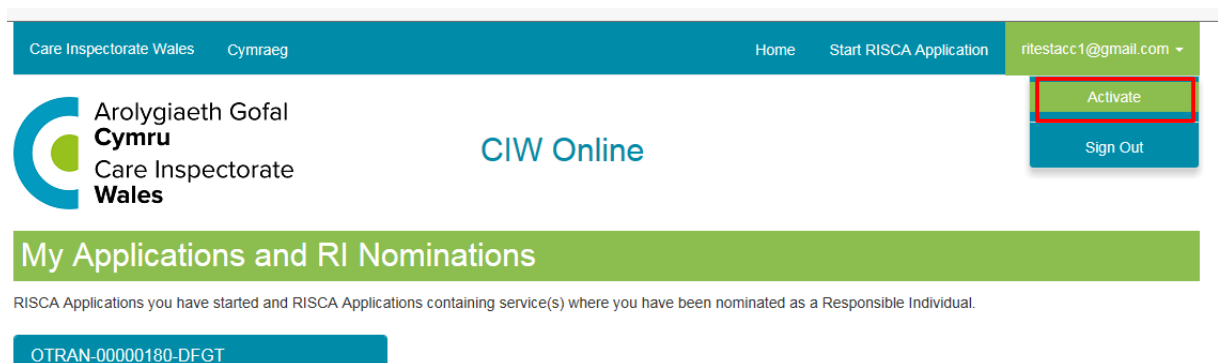 Care Inspectorate Wales Cymraeg Home Start RISCA Application ritestacc1@gmail.com
Activate
Sign Out
Arolygiaeth Gofal
Cymru
Care Inspectorate
Wales
CIW Online
My Applications and RI Nominations
RISCA Applications you have started and RISCA Applications containing service(s) where you have been nominated as a Responsible Individual.
OTRAN-00000180-DFGT